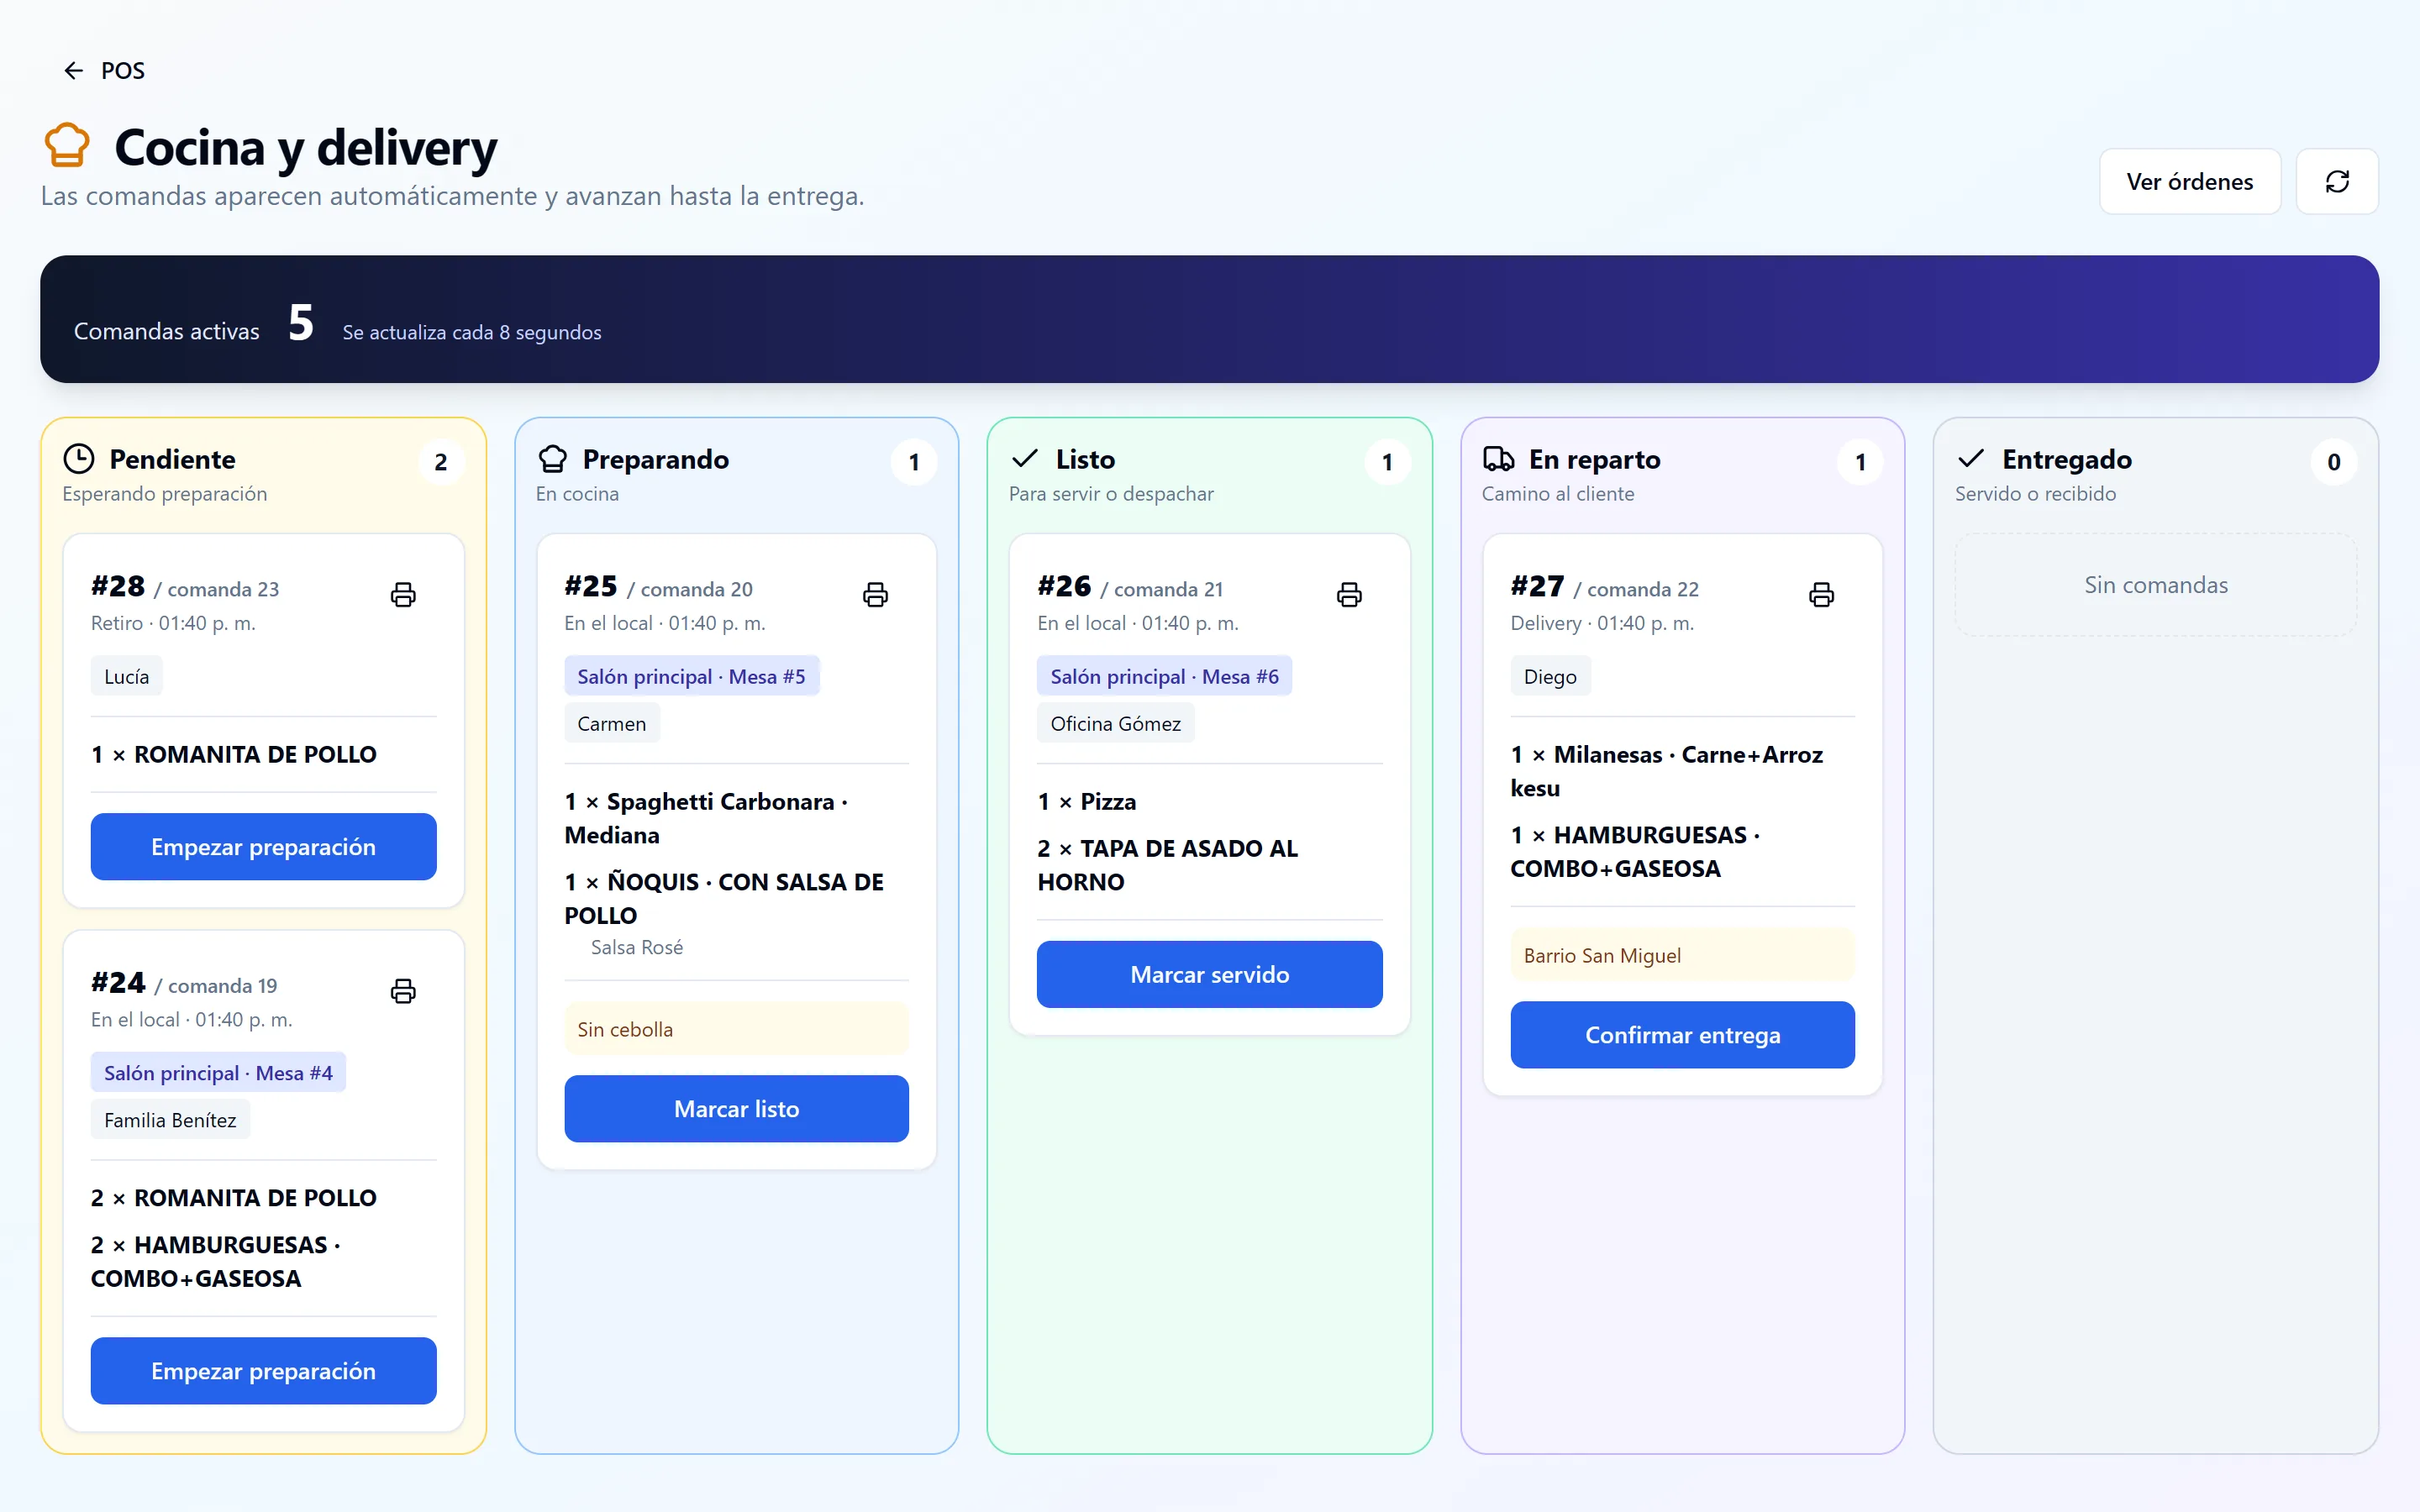 POS
Cocina y delivery
Las comandas aparecen automáticamente y avanzan hasta la entrega.
Ver órdenes
Comandas activas 5 Se actualiza cada 8 segundos
Pendiente 2
Esperando preparación
#28 / comanda 23
Retiro · 01:40 p. m.
Lucía
1 × ROMANITA DE POLLO
Empezar preparación
#24 / comanda 19
En el local · 01:40 p. m.
Salón principal · Mesa #4
Familia Benítez
2 × ROMANITA DE POLLO
2 × HAMBURGUESAS ·
COMBO+GASEOSA
Empezar preparación
Preparando 1
En cocina
#25 / comanda 20
En el local · 01:40 p. m.
Salón principal · Mesa #5
Carmen
1 × Spaghetti Carbonara ·
Mediana
1 × ÑOQUIS · CON SALSA DE
POLLO
Salsa Rosé
Sin cebolla
Marcar listo
Listo 1
Para servir o despachar
#26 / comanda 21
En el local · 01:40 p. m.
Salón principal · Mesa #6
Oficina Gómez
1 × Pizza
2 × TAPA DE ASADO AL
HORNO
Marcar servido
En reparto 1
Camino al cliente
#27 / comanda 22
Delivery · 01:40 p. m.
Diego
1 × Milanesas · Carne+Arroz
kesu
1 × HAMBURGUESAS ·
COMBO+GASEOSA
Barrio San Miguel
Confirmar entrega
Entregado 0
Servido o recibido
Sin comandas